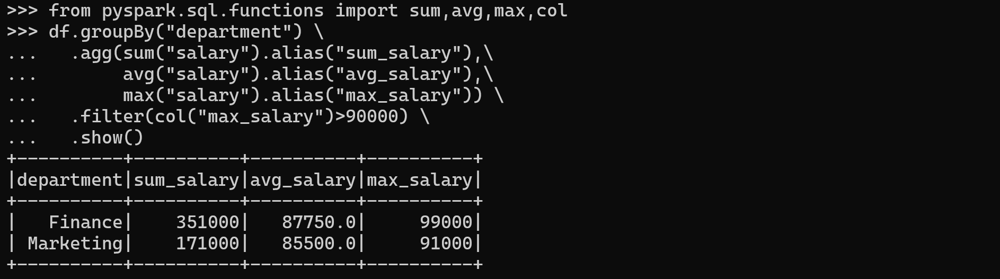 >>> from pyspark.sql.functions import sum,avg,max,col
>>> df.groupBy("department") \
...   .agg(sum("salary").alias("sum_salary"),\
...        avg("salary").alias("avg_salary"),\
...        max("salary").alias("max_salary")) \
...   .filter(col("max_salary")>90000) \
...   .show()
+----------+----------+----------+----------+
|department|sum_salary|avg_salary|max_salary|
+----------+----------+----------+----------+
|   Finance|    351000|   87750.0|     99000|
| Marketing|    171000|   85500.0|     91000|
+----------+----------+----------+----------+